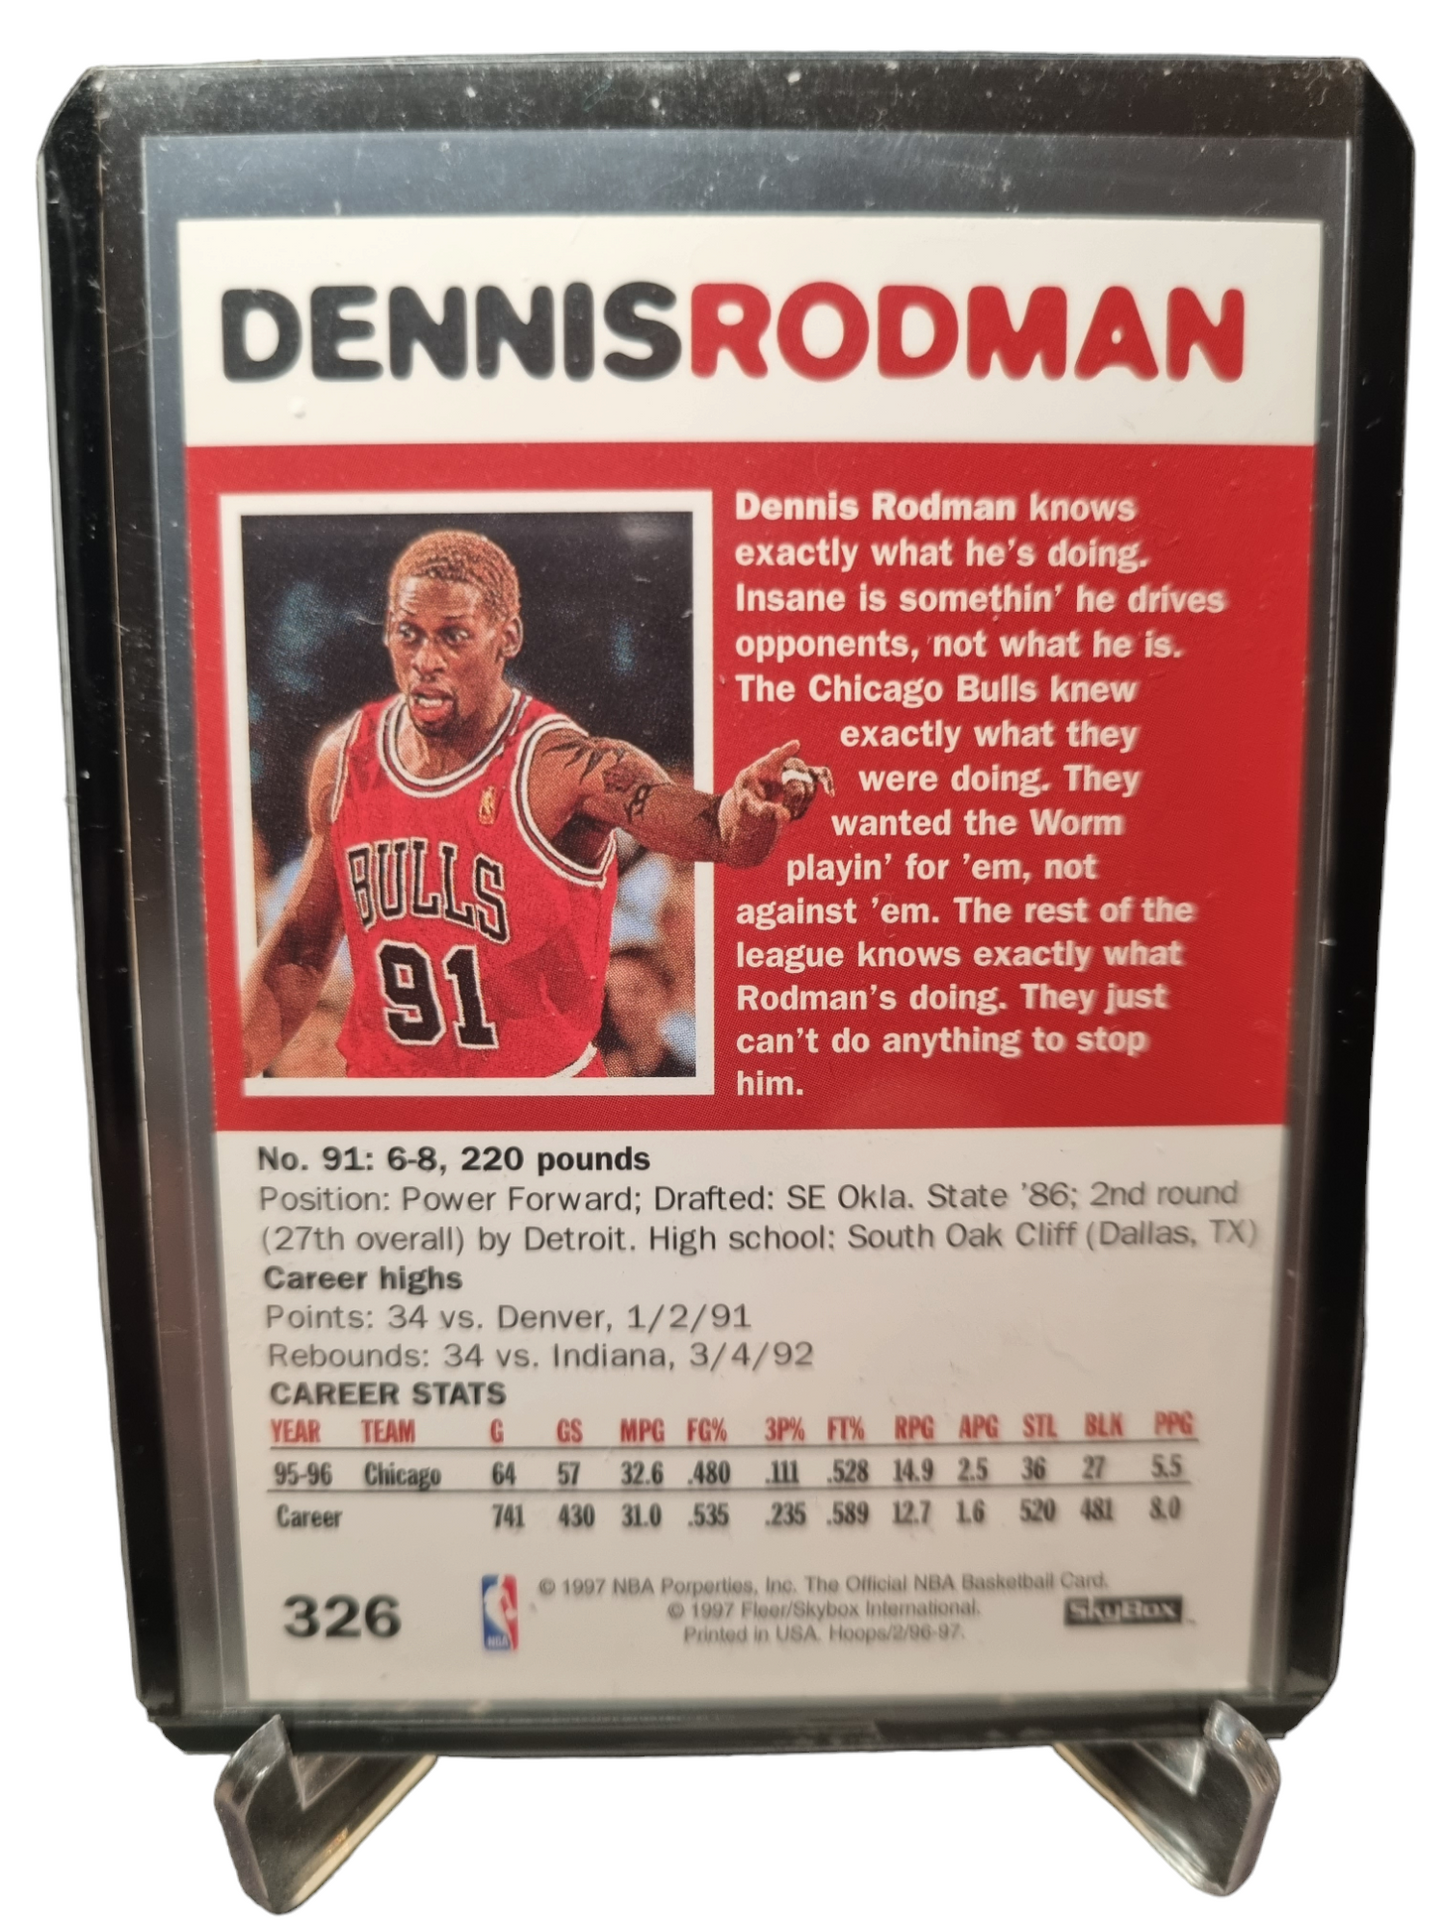 DENNISRODMAN
Dennis Rodman knows
exactly what he's doing.
Insane is somethin' he drives
opponents, not what he is.
The Chicago Bulls knew
exactly what they
were doing. They
wanted the Worm
playin' for 'em, not
against 'em. The rest of the
league knows exactly what
Rodman's doing. They just
can't do anything to stop
him.
BULLS
91
No. 91: 6-8, 220 pounds
Position: Power Forward; Drafted: SE Okla. State '86; 2nd round
(27th overall) by Detroit. High school: South Oak Cliff (Dallas, TX)
Career highs
Points: 34 vs. Denver, 1/2/91
Rebounds: 34 vs. Indiana, 3/4/92
CAREER STATS
YEAR TEAM G GS MPG FG% 3P% FT% RPG APG STL BLK PPG
95-96 Chicago 64 57 32.6 .480 .111 .528 14.9 2.5 36 27 5.5
Career 741 430 31.0 .535 .235 .589 12.7 1.6 520 481 8.0
326
NBA
© 1997 NBA Porperties, Inc. The Official NBA Basketball Card.
© 1997 Fleer/Skybox International.
Printed in USA. Hoops/2/96-97.
SkyBox